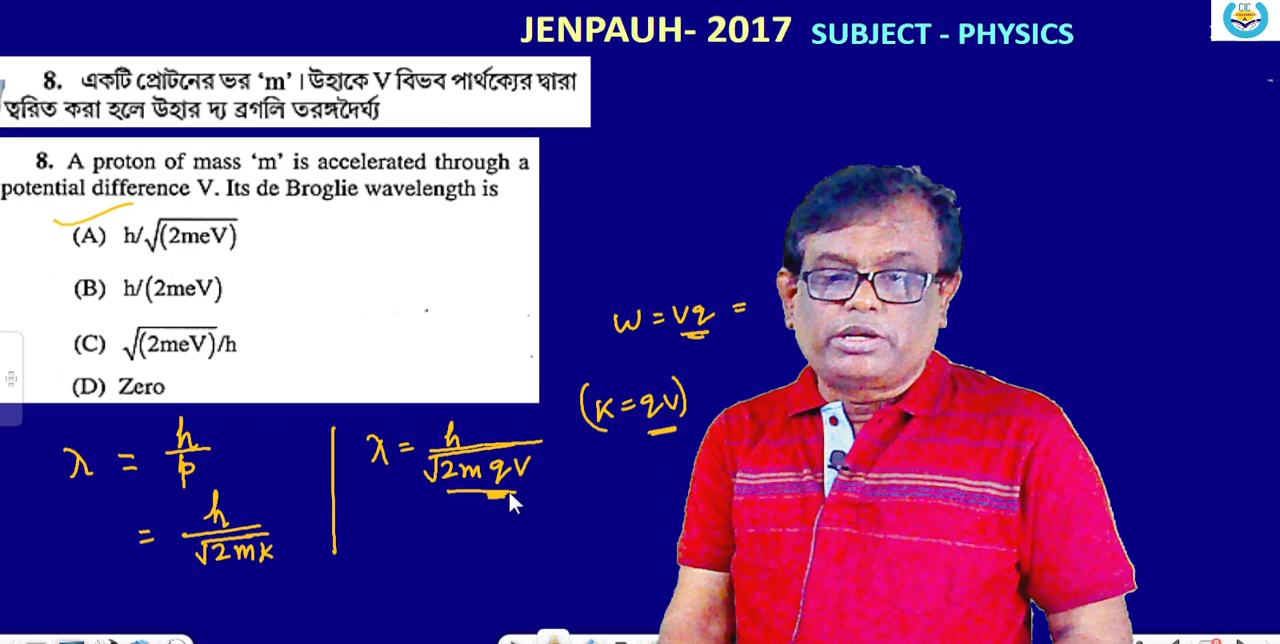 JENPAUH- 2017 SUBJECT - PHYSICS
CIC
8. একটি প্রোটনের ভর ‘m’ । উহাকে V বিভব পার্থক্যের দ্বারা
ত্বরিত করা হলে উহার দ্য ব্রগলি তরঙ্গদৈর্ঘ্য
8. A proton of mass ‘m’ is accelerated through a
potential difference V. Its de Broglie wavelength is
(A) h/√(2meV)
(B) h/(2meV)
(C) √(2meV)/h
(D) Zero
W = Vq =
(K = qV)
λ = h/p
= h/√2mK
λ = h/√2mqV